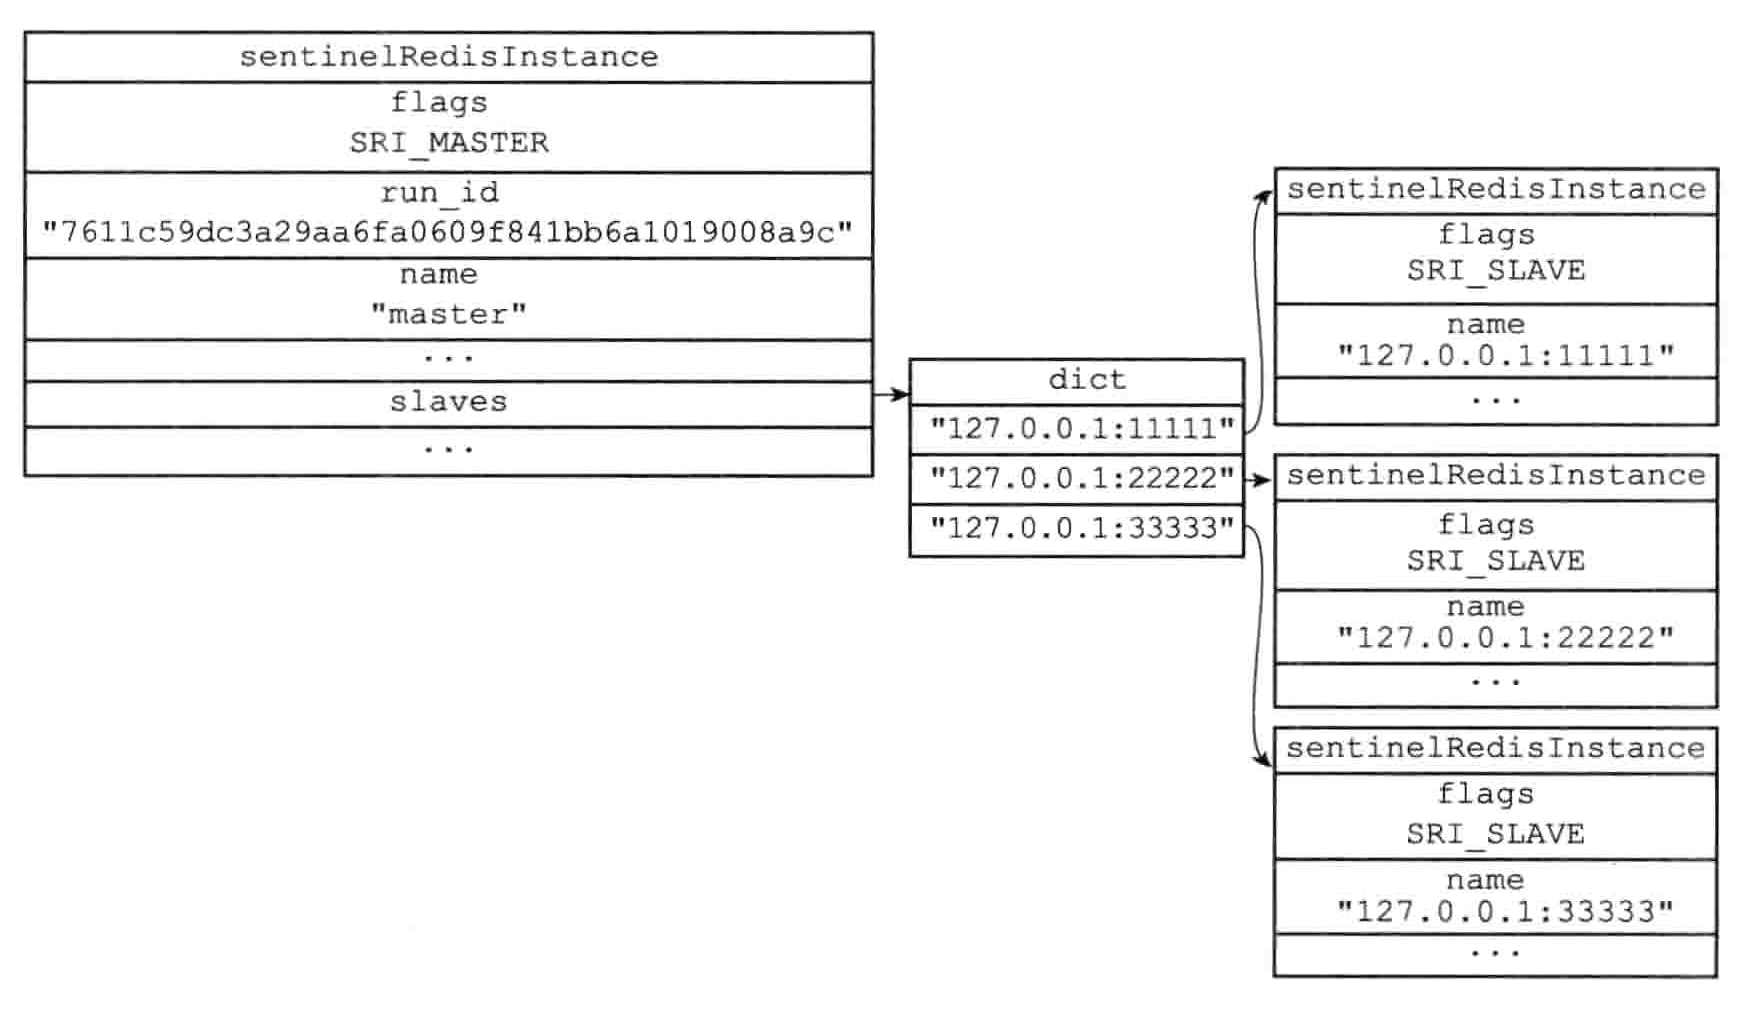 sentinelRedisInstance
flags
SRI_MASTER
run_id
"7611c59dc3a29aa6fa0609f841bb6a1019008a9c"
name
"master"
...
slaves
...
dict
"127.0.0.1:11111"
"127.0.0.1:22222"
"127.0.0.1:33333"
sentinelRedisInstance
flags
SRI_SLAVE
name
"127.0.0.1:11111"
...
sentinelRedisInstance
flags
SRI_SLAVE
name
"127.0.0.1:22222"
...
sentinelRedisInstance
flags
SRI_SLAVE
name
"127.0.0.1:33333"
...